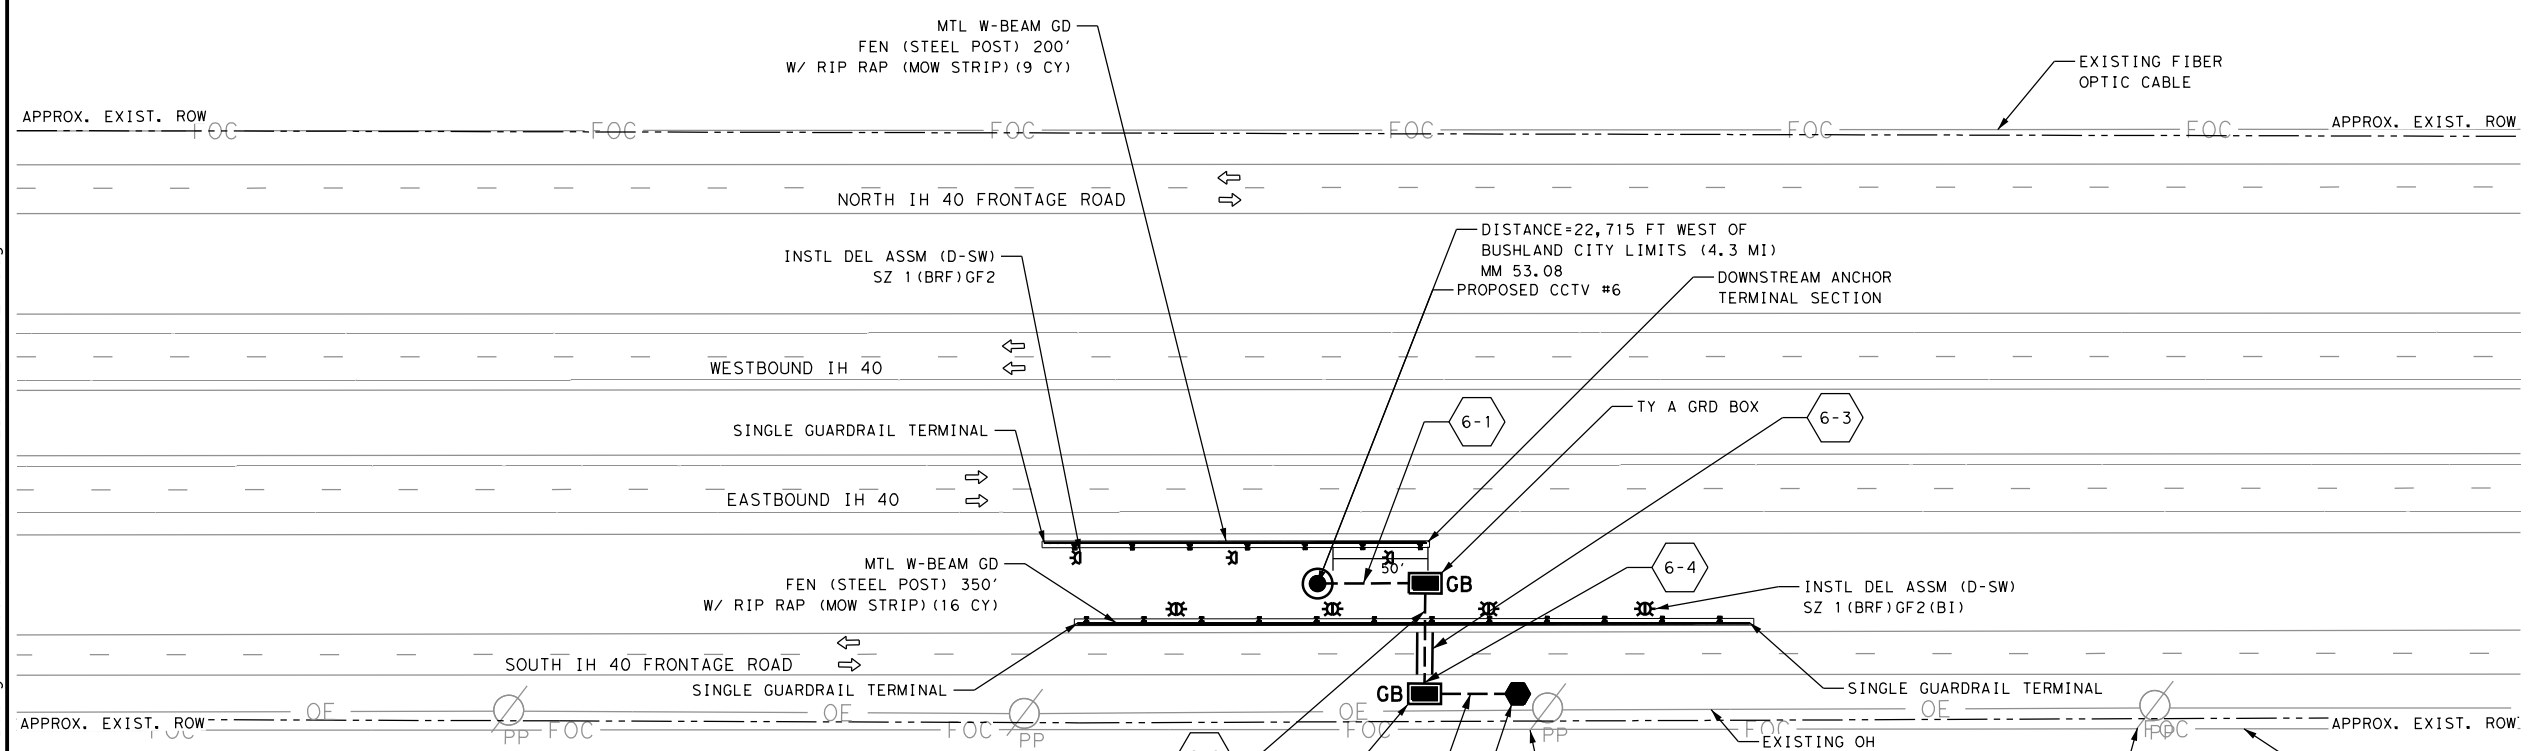 MTL W-BEAM GD
FEN (STEEL POST) 200'
W/ RIP RAP (MOW STRIP)(9 CY)
EXISTING FIBER
OPTIC CABLE
APPROX. EXIST. ROW
FOC
FOC
FOC
FOC
FOC
FOC
APPROX. EXIST. ROW
NORTH IH 40 FRONTAGE ROAD
DISTANCE=22,715 FT WEST OF
BUSHLAND CITY LIMITS (4.3 MI)
MM 53.08
PROPOSED CCTV #6
INSTL DEL ASSM (D-SW)
SZ 1(BRF)GF2
DOWNSTREAM ANCHOR
TERMINAL SECTION
WESTBOUND IH 40
TY A GRD BOX
6-1
6-3
SINGLE GUARDRAIL TERMINAL
EASTBOUND IH 40
50'
GB
6-4
MTL W-BEAM GD
FEN (STEEL POST) 350'
W/ RIP RAP (MOW STRIP)(16 CY)
INSTL DEL ASSM (D-SW)
SZ 1(BRF)GF2(BI)
SOUTH IH 40 FRONTAGE ROAD
SINGLE GUARDRAIL TERMINAL
GB
SINGLE GUARDRAIL TERMINAL
OE
OE
OE
OE
APPROX. EXIST. ROW
FOC
PP
FOC
FOC
PP
FOC
PP
FOC
PP
APPROX. EXIST. ROW
EXISTING OH